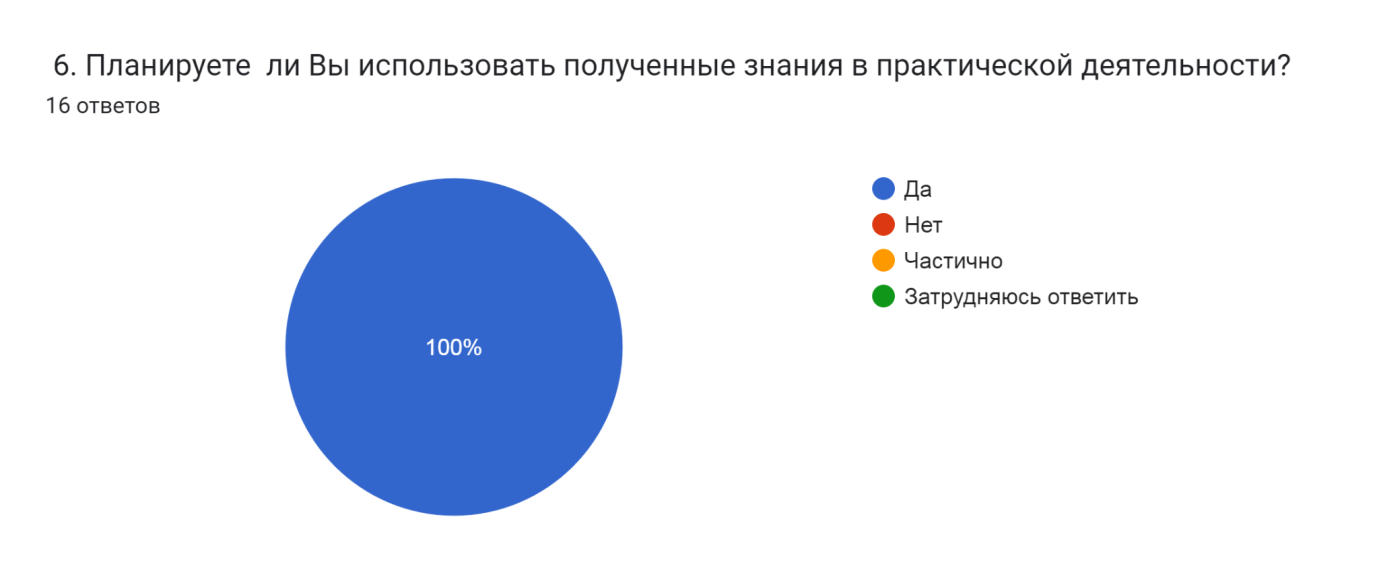 6. Планируете  ли Вы использовать полученные знания в практической деятельности?
16 ответов
Да
Нет
Частично
Затрудняюсь ответить
100%